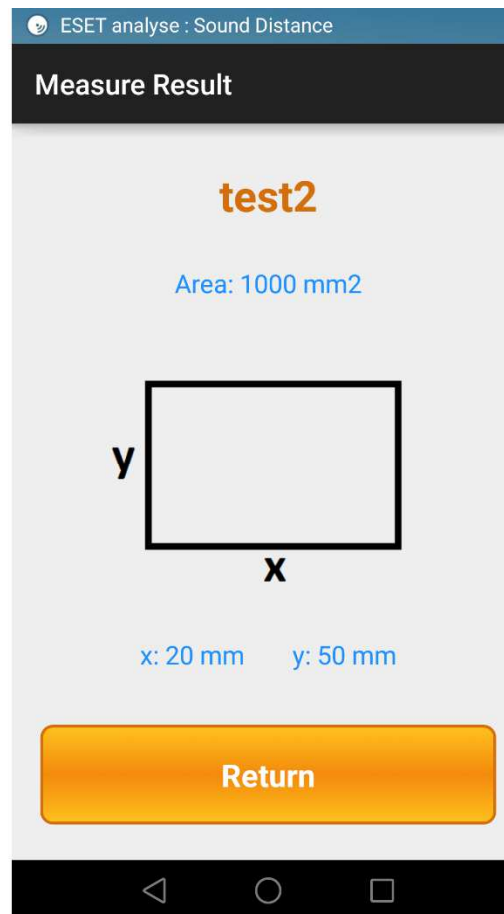 ESET analyse : Sound Distance
Measure Result
test2
Area: 1000 mm2
y
x
x: 20 mm y: 50 mm
Return